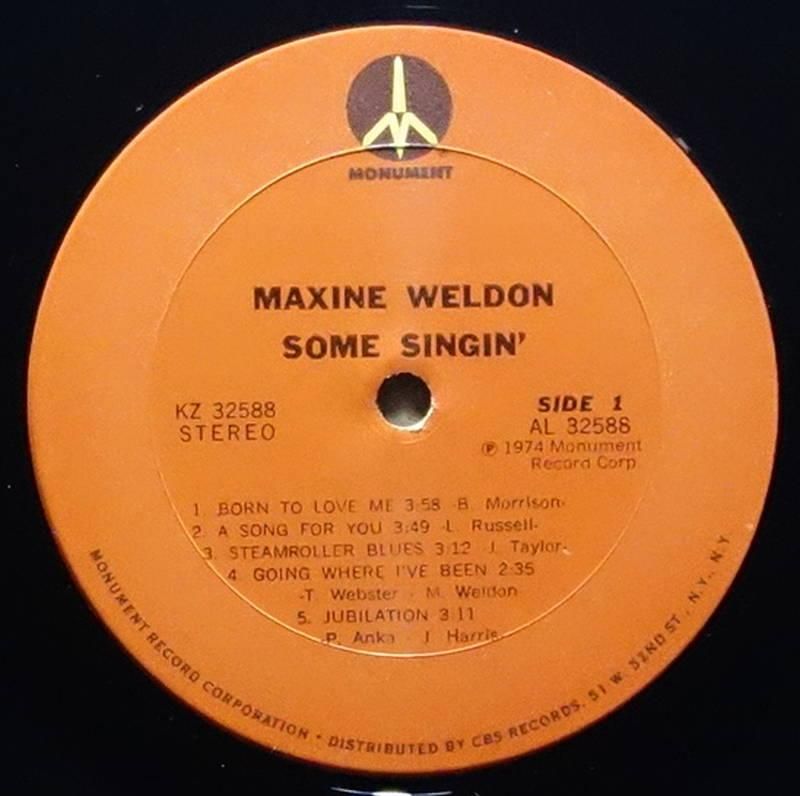 MONUMENT
MAXINE WELDON
SOME SINGIN'
KZ 32588
STEREO
SIDE 1
AL 32588
℗ 1974 Monument
Record Corp
1 BORN TO LOVE ME 3:58 -B. Morrison-
2. A SONG FOR YOU 3:49 -L. Russell-
3. STEAMROLLER BLUES 3:12 J. Taylor-
4. GOING WHERE I'VE BEEN 2:35
-T. Webster - M. Weldon-
5. JUBILATION 3:11
-P. Anka - J. Harris-
MONUMENT RECORD CORPORATION • DISTRIBUTED BY CBS RECORDS, 51 W. 52ND ST., N.Y., N.Y